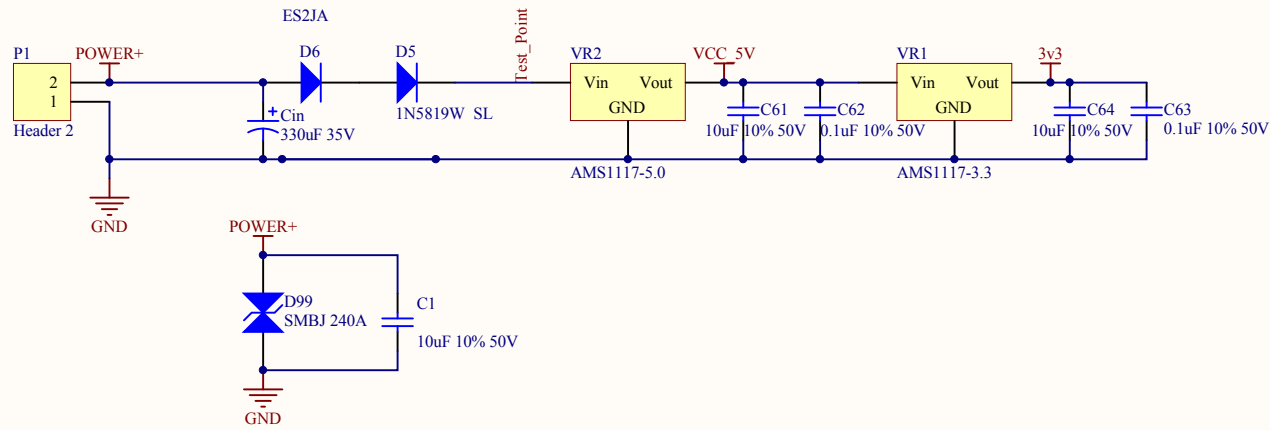 ES2JA
P1
POWER+
D6
D5
Test_Point
VR2
VCC_5V
VR1
3v3
2
1
Header 2
Cin
330uF 35V
1N5819W SL
Vin
Vout
GND
C61
10uF 10% 50V
C62
0.1uF 10% 50V
Vin
Vout
GND
C64
10uF 10% 50V
C63
0.1uF 10% 50V
AMS1117-5.0
AMS1117-3.3
GND
POWER+
D99
SMBJ 240A
C1
10uF 10% 50V
GND